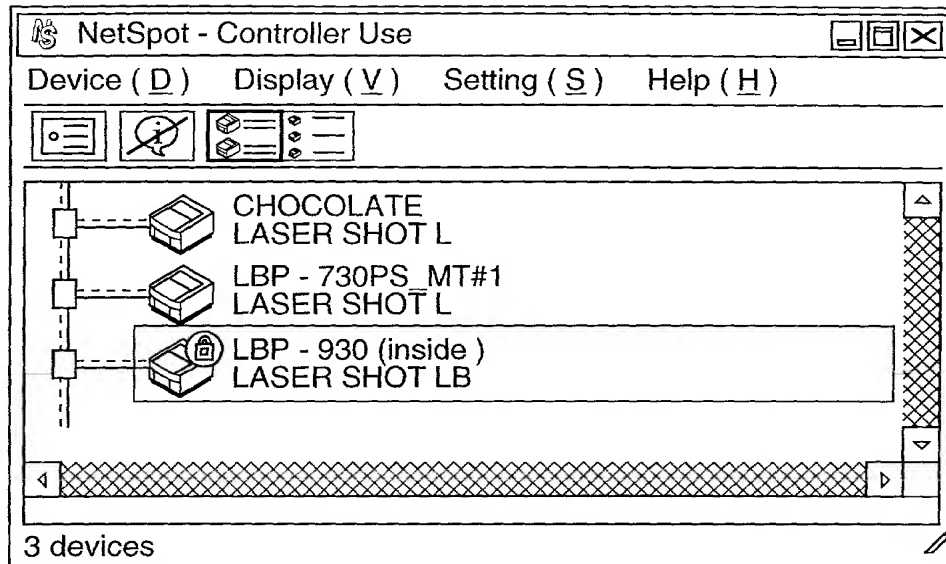 NS NetSpot - Controller Use
Device ( D ) Display ( V ) Setting ( S ) Help ( H )
CHOCOLATE
LASER SHOT L
LBP - 730PS_MT#1
LASER SHOT L
LBP - 930 (inside )
LASER SHOT LB
3 devices